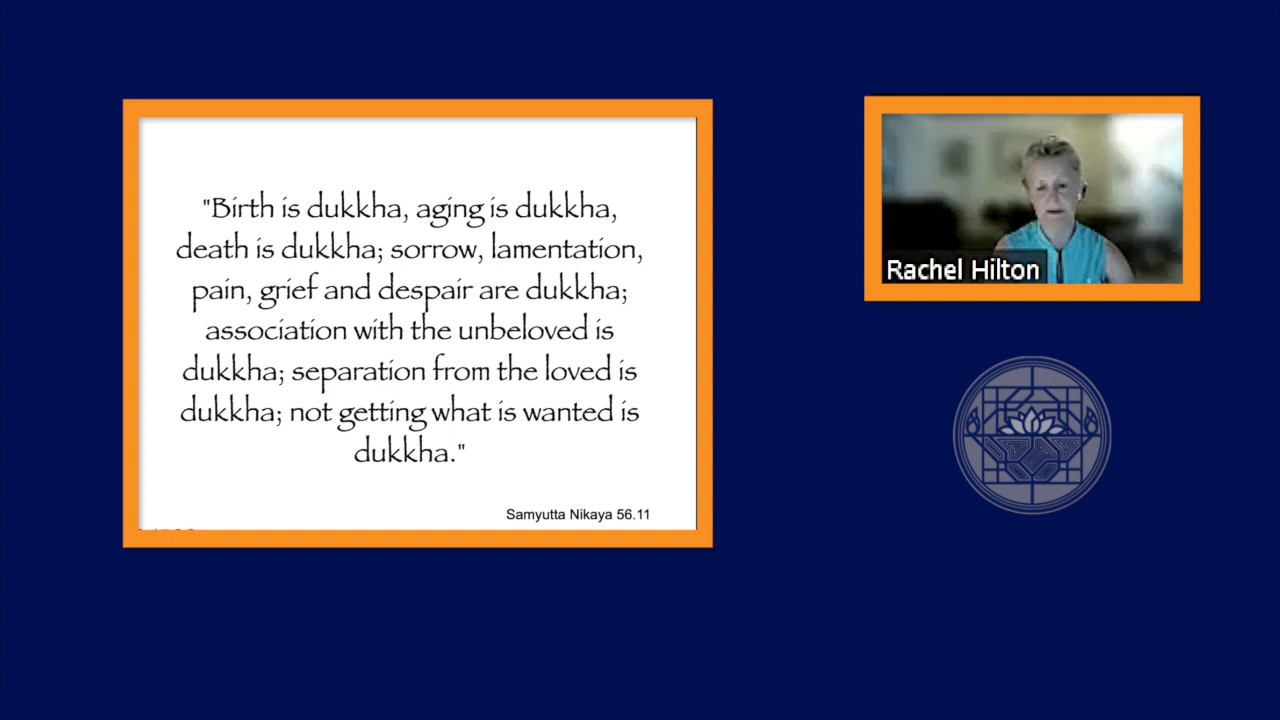 "Birth is dukkha, aging is dukkha,
death is dukkha; sorrow, lamentation,
pain, grief and despair are dukkha;
association with the unbeloved is
dukkha; separation from the loved is
dukkha; not getting what is wanted is
dukkha."
Samyutta Nikaya 56.11
Rachel Hilton